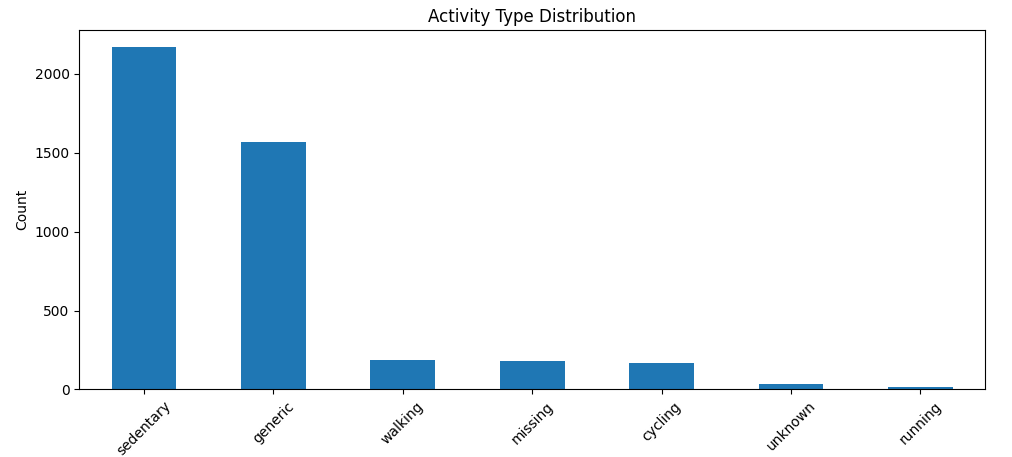 Activity Type Distribution
Count
2000
1500
1000
500
0
sedentary
generic
walking
missing
cycling
unknown
running